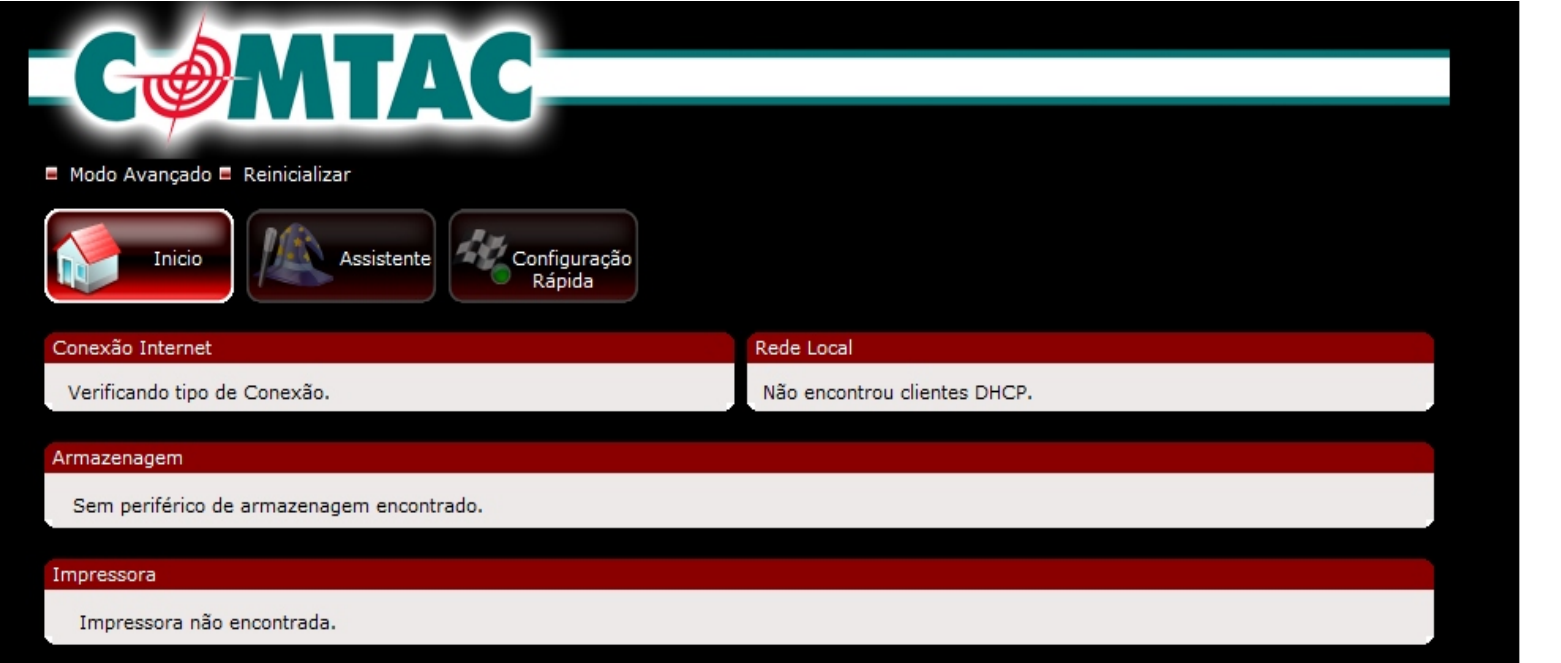 COMTAC
Modo Avançado Reinicializar
Inicio
Assistente
Configuração
Rápida
Conexão Internet
Verificando tipo de Conexão.
Rede Local
Não encontrou clientes DHCP.
Armazenagem
Sem periférico de armazenagem encontrado.
Impressora
Impressora não encontrada.